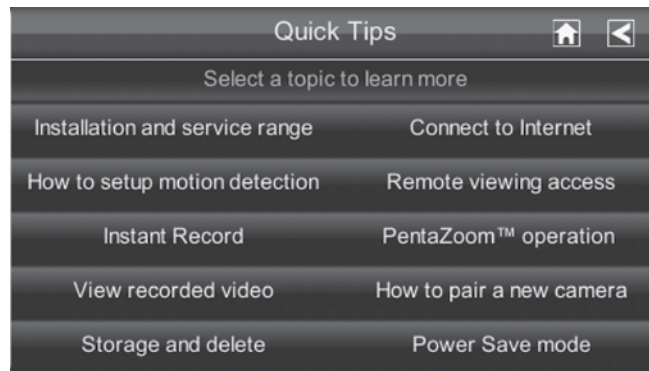 Quick Tips
Select a topic to learn more
Installation and service range
Connect to Internet
How to setup motion detection
Remote viewing access
Instant Record
PentaZoom™ operation
View recorded video
How to pair a new camera
Storage and delete
Power Save mode